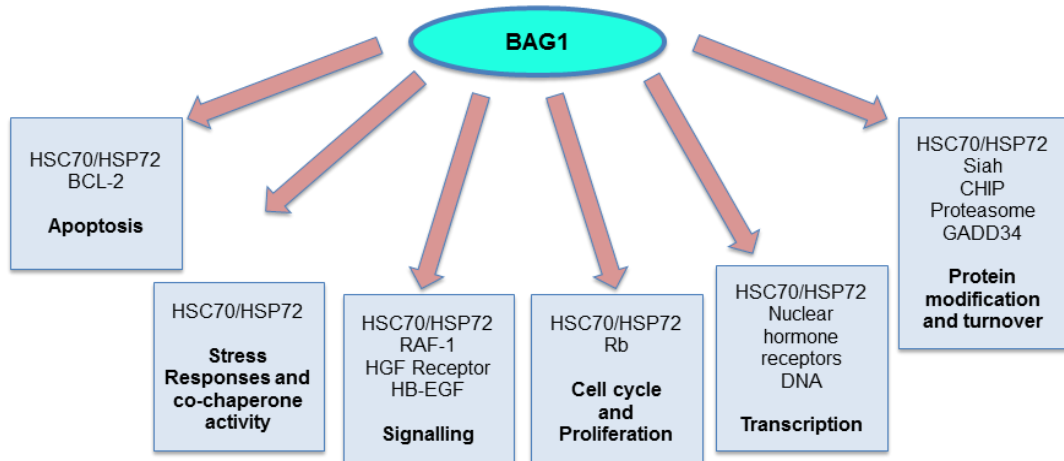 BAG1
HSC70/HSP72
BCL-2
Apoptosis
HSC70/HSP72
Stress
Responses and
co-chaperone
activity
HSC70/HSP72
RAF-1
HGF Receptor
HB-EGF
Signalling
HSC70/HSP72
Rb
Cell cycle
and
Proliferation
HSC70/HSP72
Nuclear
hormone
receptors
DNA
Transcription
HSC70/HSP72
Siah
CHIP
Proteasome
GADD34
Protein
modification
and turnover